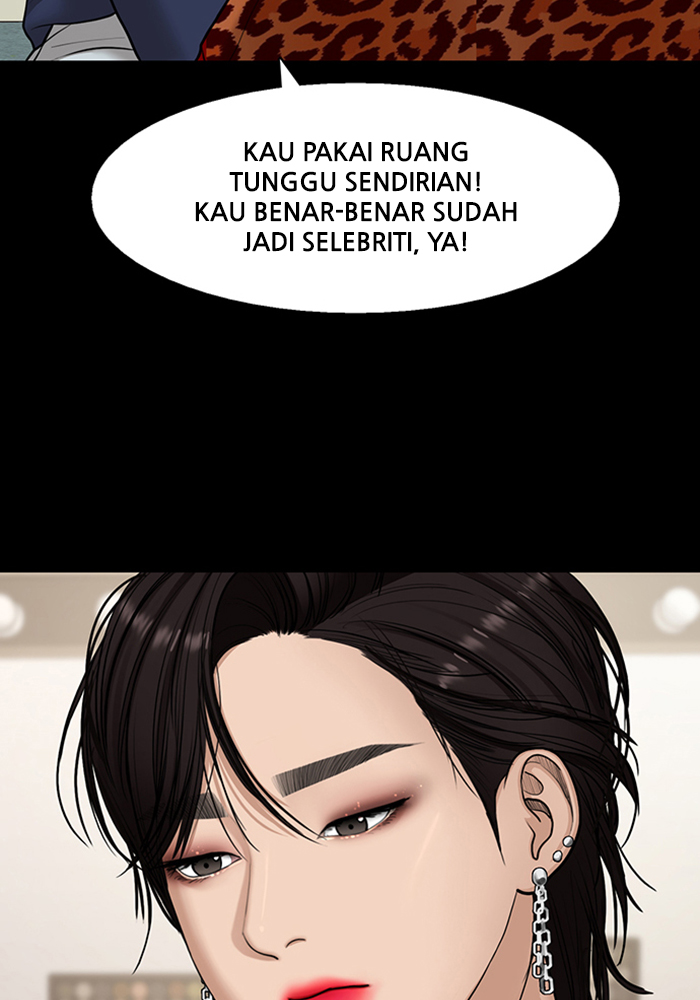 KAU PAKAI RUANG
TUNGGU SENDIRIAN!
KAU BENAR-BENAR SUDAH
JADI SELEBRITI, YA!